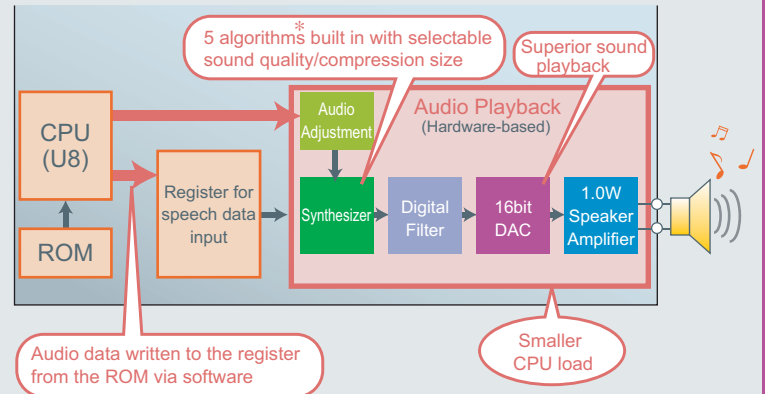 5 algorithms* built in with selectable
sound quality/compression size
Superior sound
playback
Audio Playback
(Hardware-based)
Audio
Adjustment
CPU
(U8)
Register for
speech data
input
Synthesizer
Digital
Filter
16bit
DAC
1.0W
Speaker
Amplifier
ROM
Audio data written to the register
from the ROM via software
Smaller
CPU load